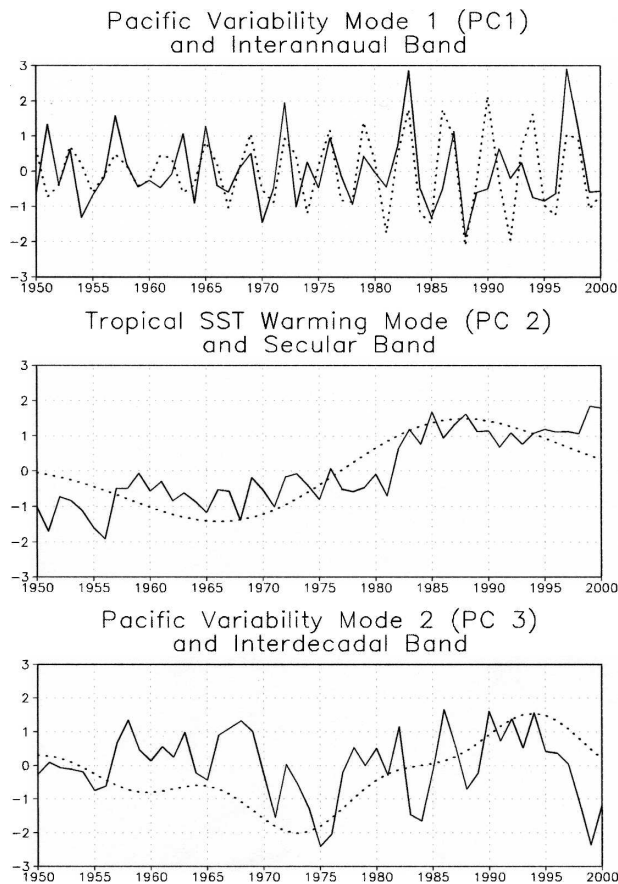 Pacific Variability Mode 1 (PC1)
and Interannaual Band
3
2
1
0
−1
−2
−3
1950 1955 1960 1965 1970 1975 1980 1985 1990 1995 2000
Tropical SST Warming Mode (PC 2)
and Secular Band
3
2
1
0
−1
−2
−3
1950 1955 1960 1965 1970 1975 1980 1985 1990 1995 2000
Pacific Variability Mode 2 (PC 3)
and Interdecadal Band
3
2
1
0
−1
−2
−3
1950 1955 1960 1965 1970 1975 1980 1985 1990 1995 2000